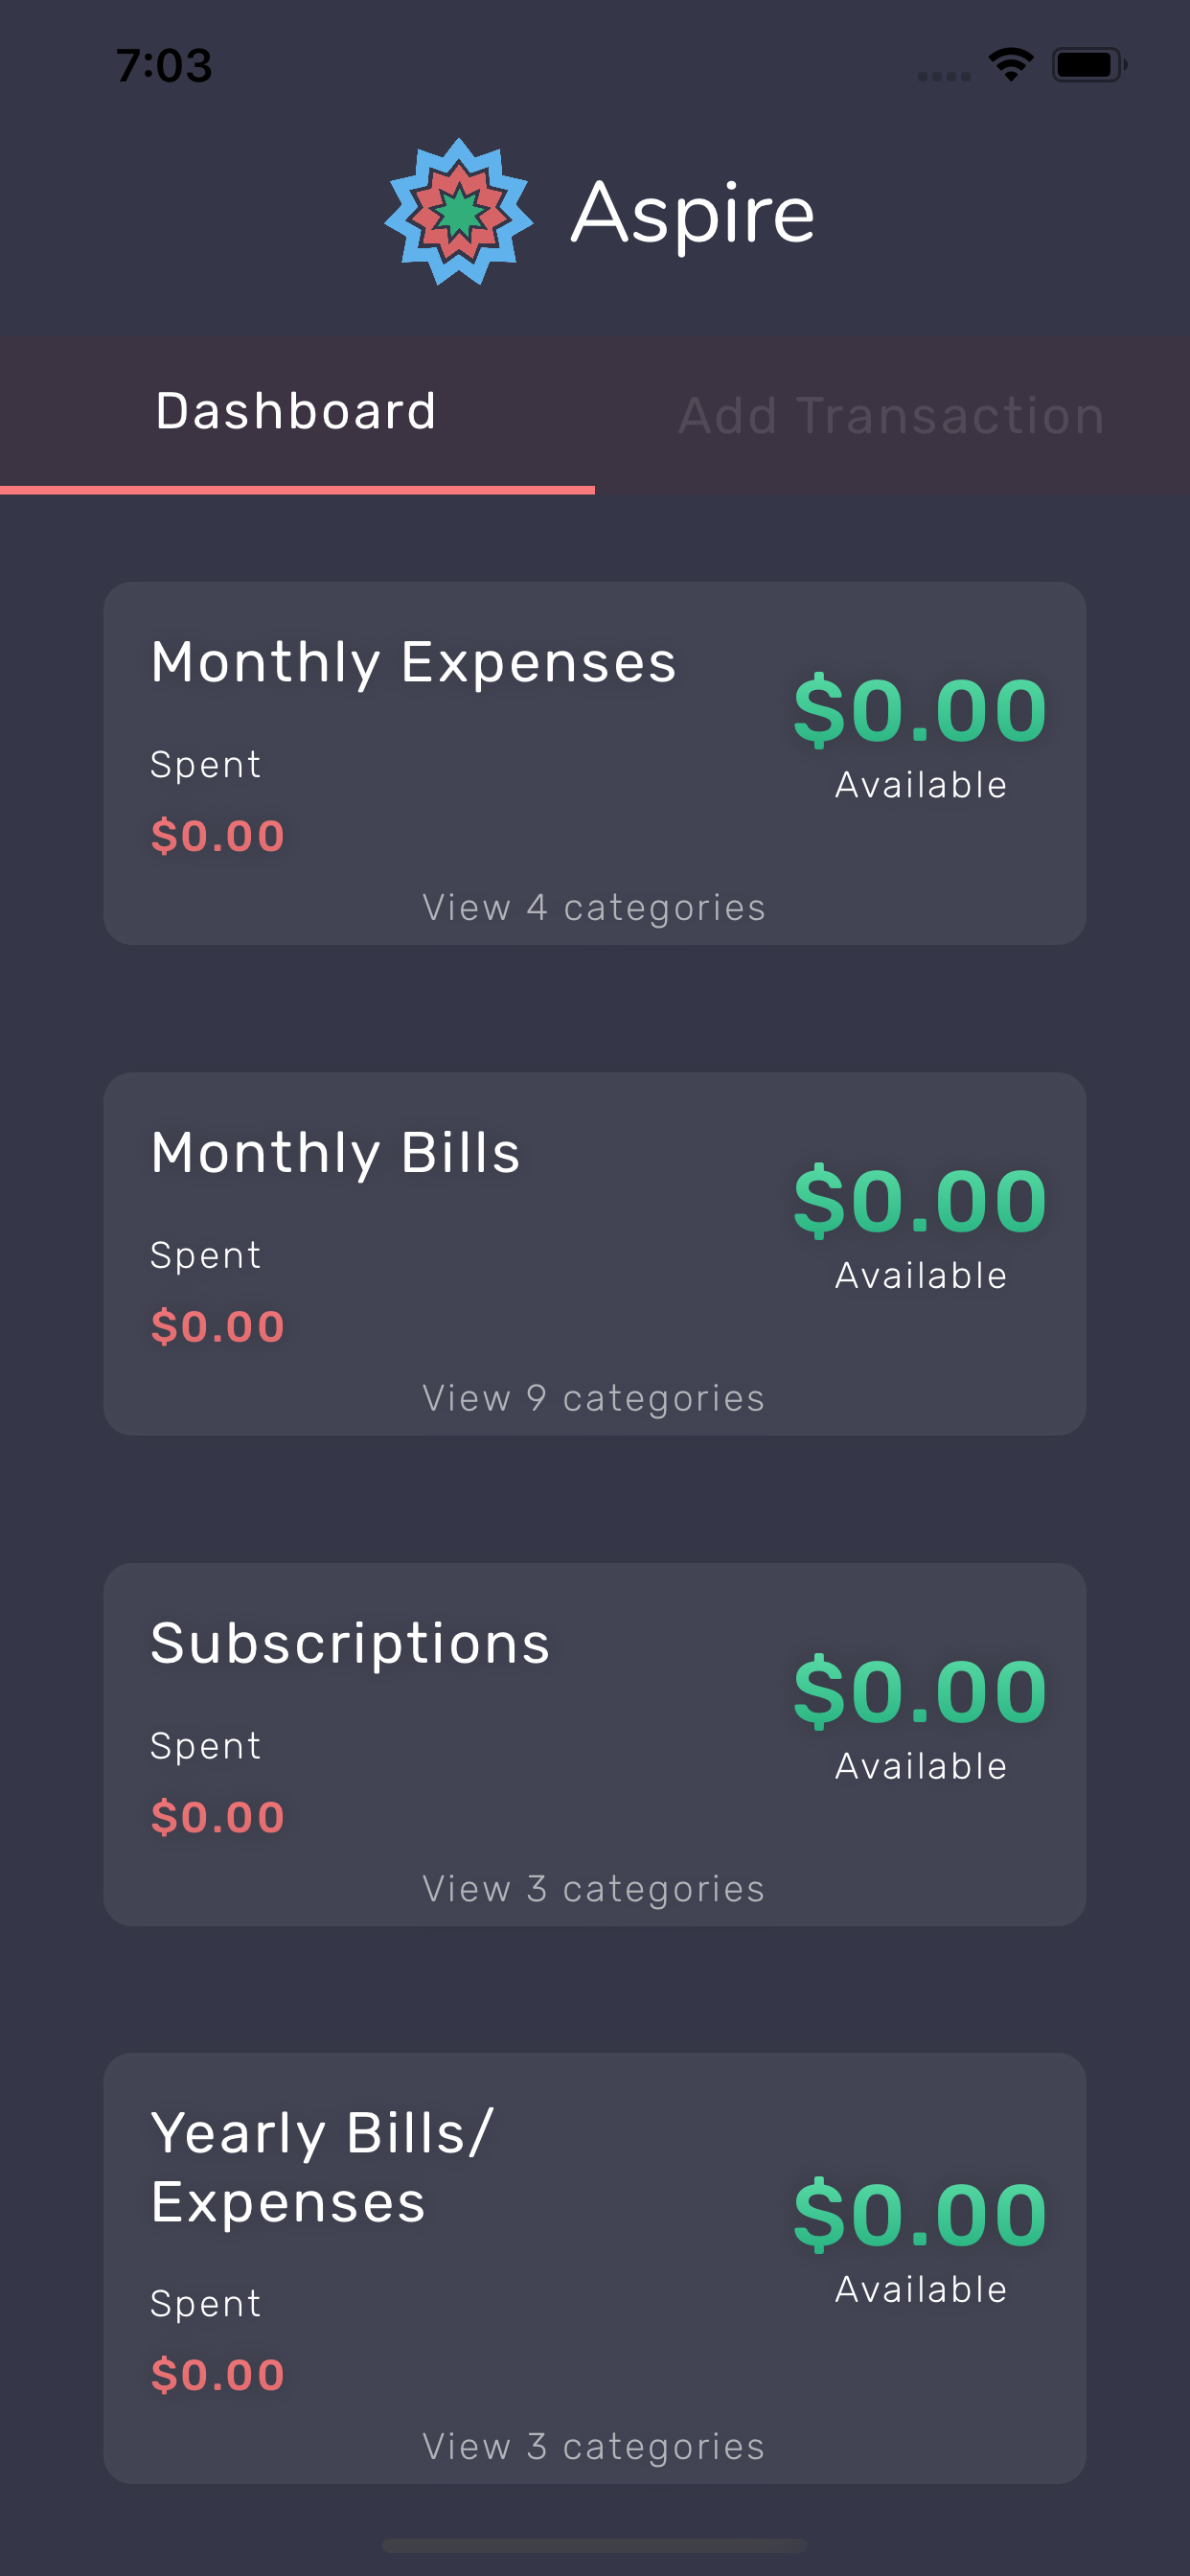 7:03
Aspire
Dashboard
Add Transaction
Monthly Expenses
$0.00
Available
Spent
$0.00
View 4 categories
Monthly Bills
$0.00
Available
Spent
$0.00
View 9 categories
Subscriptions
$0.00
Available
Spent
$0.00
View 3 categories
Yearly Bills/
Expenses
$0.00
Available
Spent
$0.00
View 3 categories